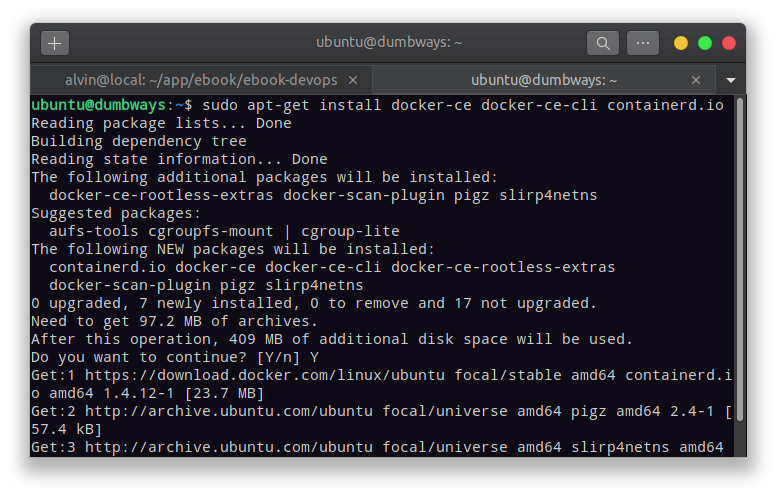 ubuntu@dumbways: ~
alvin@local: ~/app/ebook/ebook-devops
ubuntu@dumbways: ~
ubuntu@dumbways:~$ sudo apt-get install docker-ce docker-ce-cli containerd.io
Reading package lists... Done
Building dependency tree
Reading state information... Done
The following additional packages will be installed:
  docker-ce-rootless-extras docker-scan-plugin pigz slirp4netns
Suggested packages:
  aufs-tools cgroupfs-mount | cgroup-lite
The following NEW packages will be installed:
  containerd.io docker-ce docker-ce-cli docker-ce-rootless-extras
  docker-scan-plugin pigz slirp4netns
0 upgraded, 7 newly installed, 0 to remove and 17 not upgraded.
Need to get 97.2 MB of archives.
After this operation, 409 MB of additional disk space will be used.
Do you want to continue? [Y/n] Y
Get:1 https://download.docker.com/linux/ubuntu focal/stable amd64 containerd.i
o amd64 1.4.12-1 [23.7 MB]
Get:2 http://archive.ubuntu.com/ubuntu focal/universe amd64 pigz amd64 2.4-1 [
57.4 kB]
Get:3 http://archive.ubuntu.com/ubuntu focal/universe amd64 slirp4netns amd64